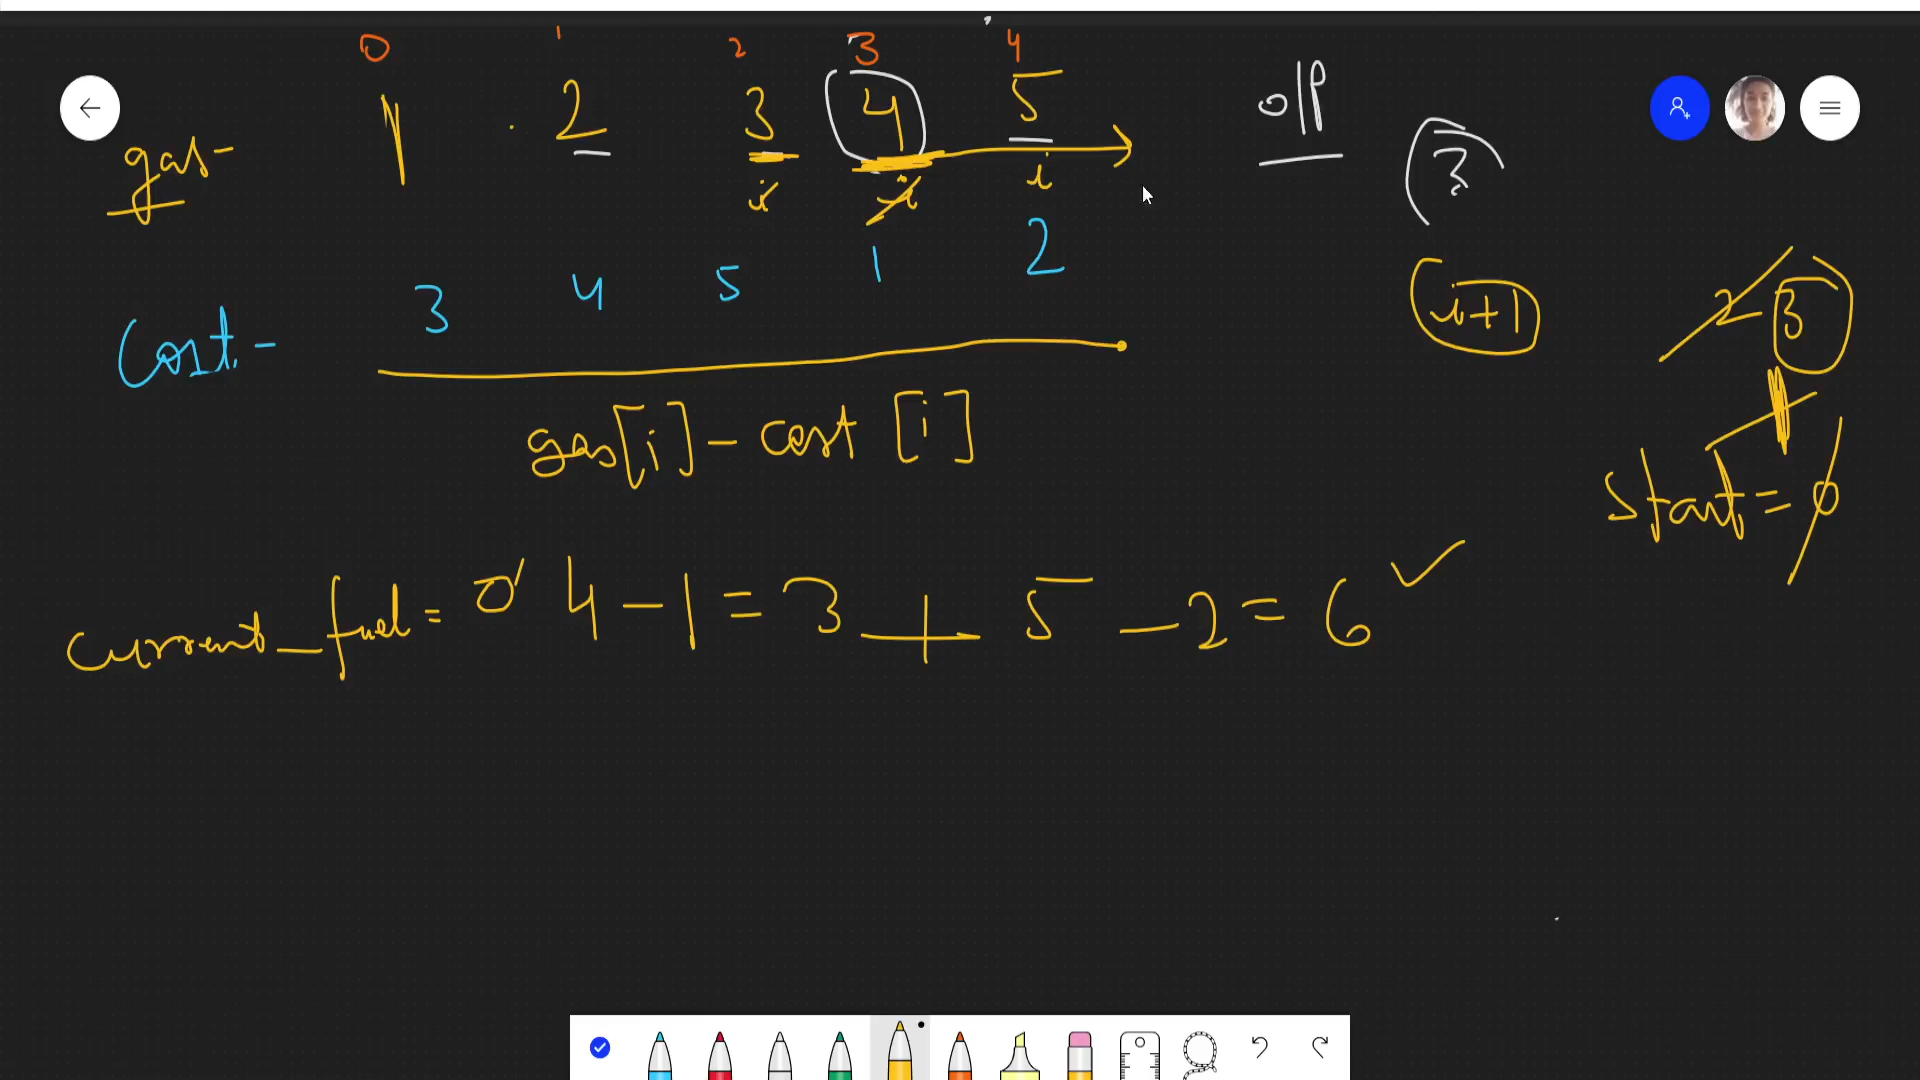 0 1 2 3 4
gas- 1 2 3 4 5 o/p
i i i 3
Cost.- 3 4 5 1 2
i+1 2 3
gas[i] - cost [i]
start = 0
current_fuel = 0 4 - 1 = 3 + 5 - 2 = 6